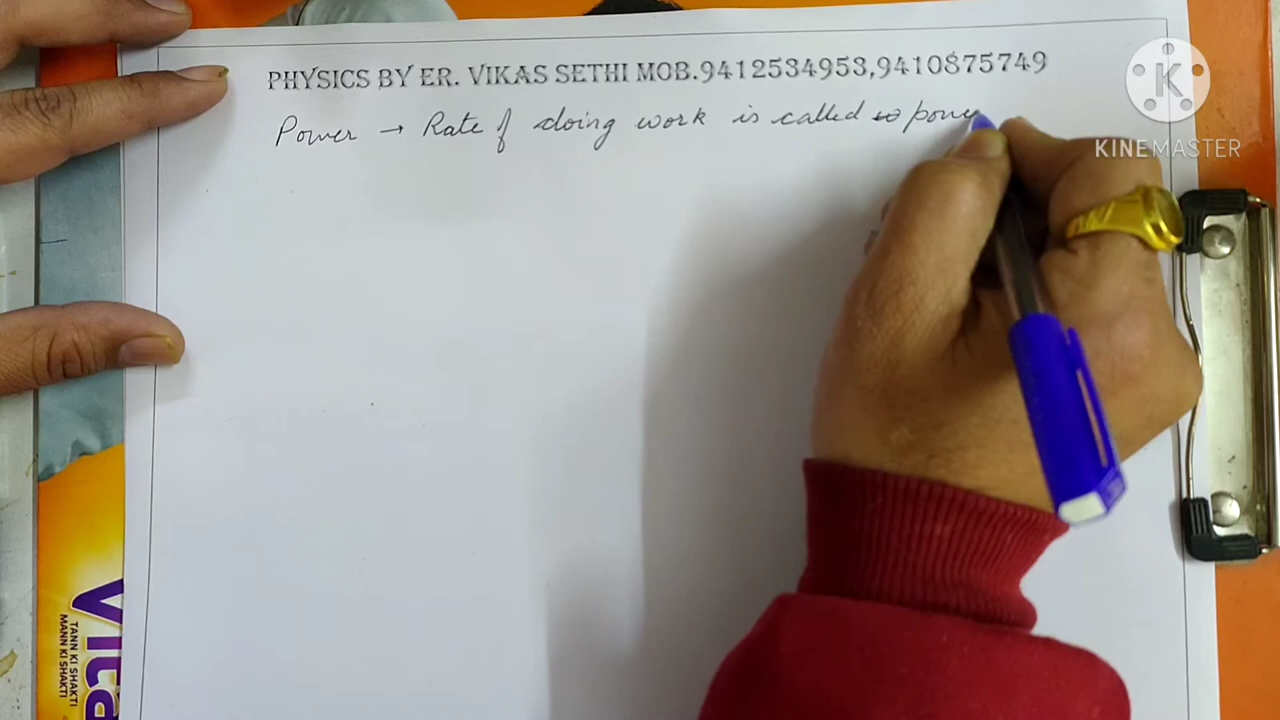 PHYSICS BY ER. VIKAS SETHI MOB.9412534953,9410875749
Power → Rate of doing work is called power
KINEMASTER
K
Vita
TANN KI SHAKTI
MANN KI SHAKTI